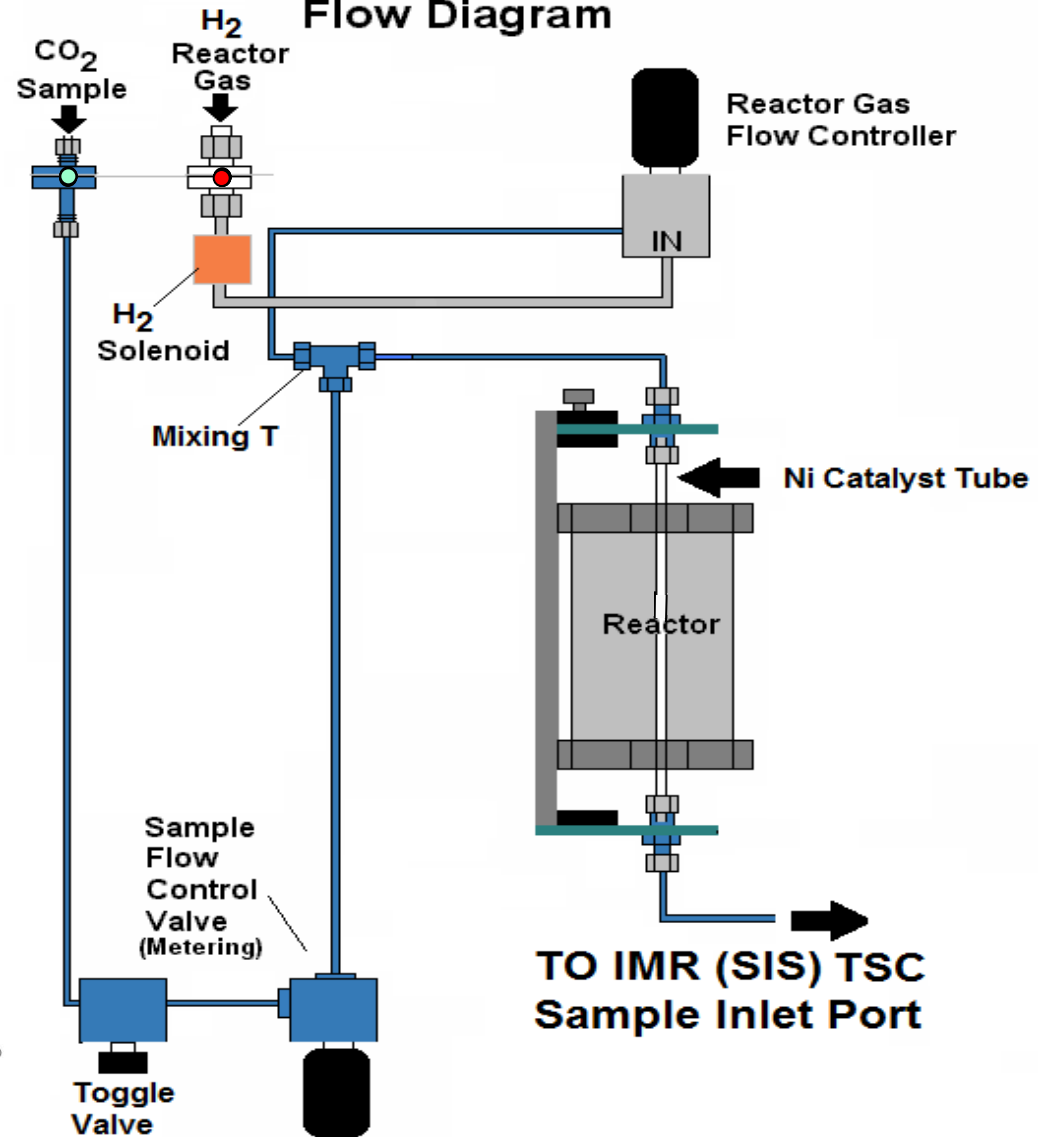 Flow Diagram
CO2
Sample
H2
Reactor
Gas
Reactor Gas
Flow Controller
IN
H2
Solenoid
Mixing T
Ni Catalyst Tube
Reactor
Sample
Flow
Control
Valve
(Metering)
TO IMR (SIS) TSC
Sample Inlet Port
Toggle
Valve